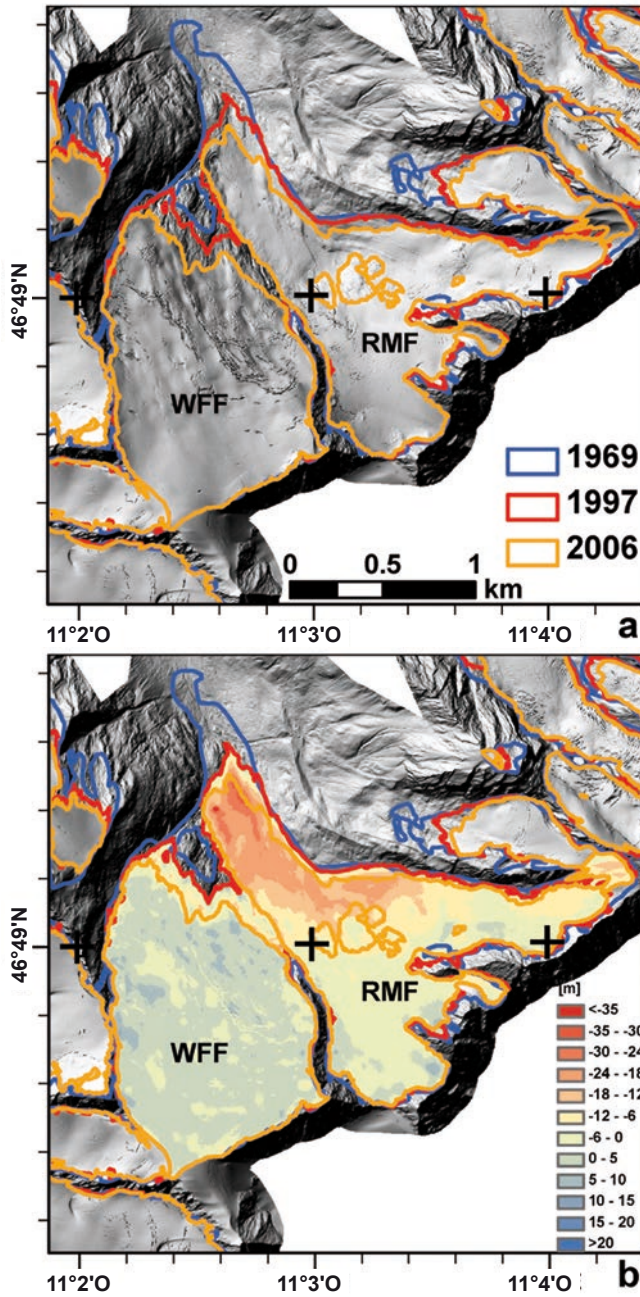 46°49'N
WFF
RMF
1969
1997
2006
0 0.5 1
km
11°2'O 11°3'O 11°4'O
a
46°49'N
WFF
RMF
[m]
<-35
-35 - -30
-30 - -24
-24 - -18
-18 - -12
-12 - -6
-6 - 0
0 - 5
5 - 10
10 - 15
15 - 20
>20
11°2'O 11°3'O 11°4'O
b